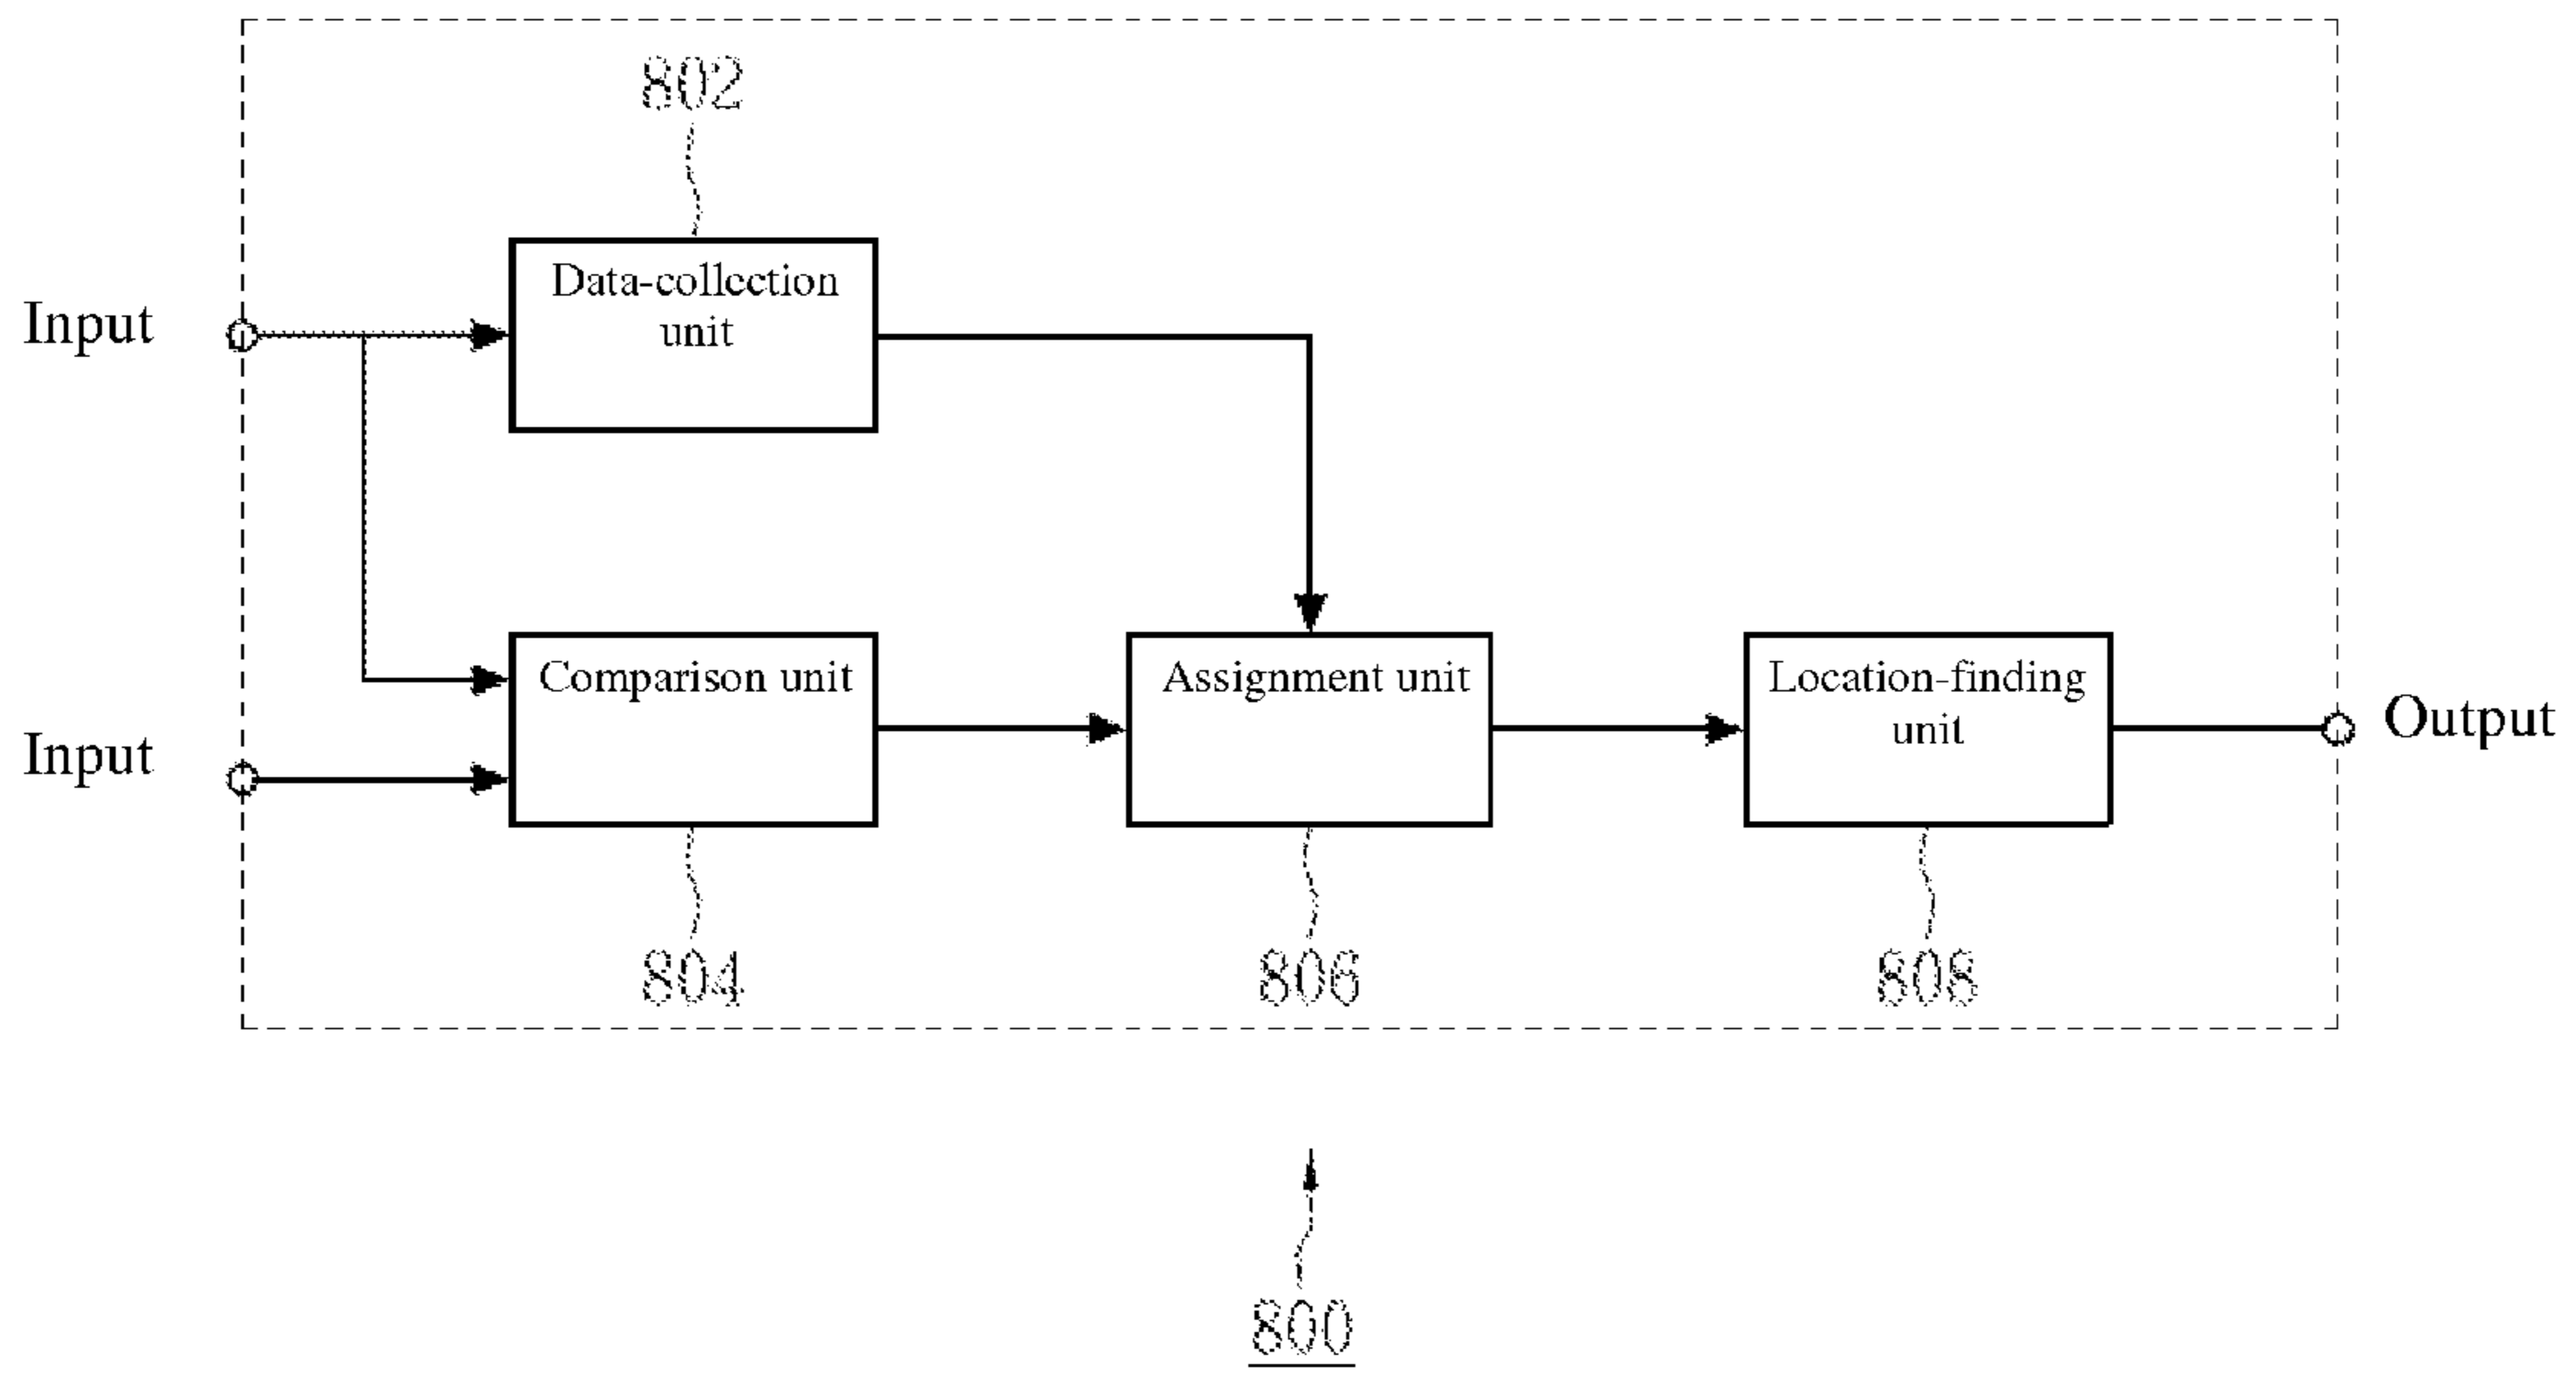 802
Data-collection
unit
Input
Comparison unit
Assignment unit
Location-finding
unit
Input
Output
804
806
808
800